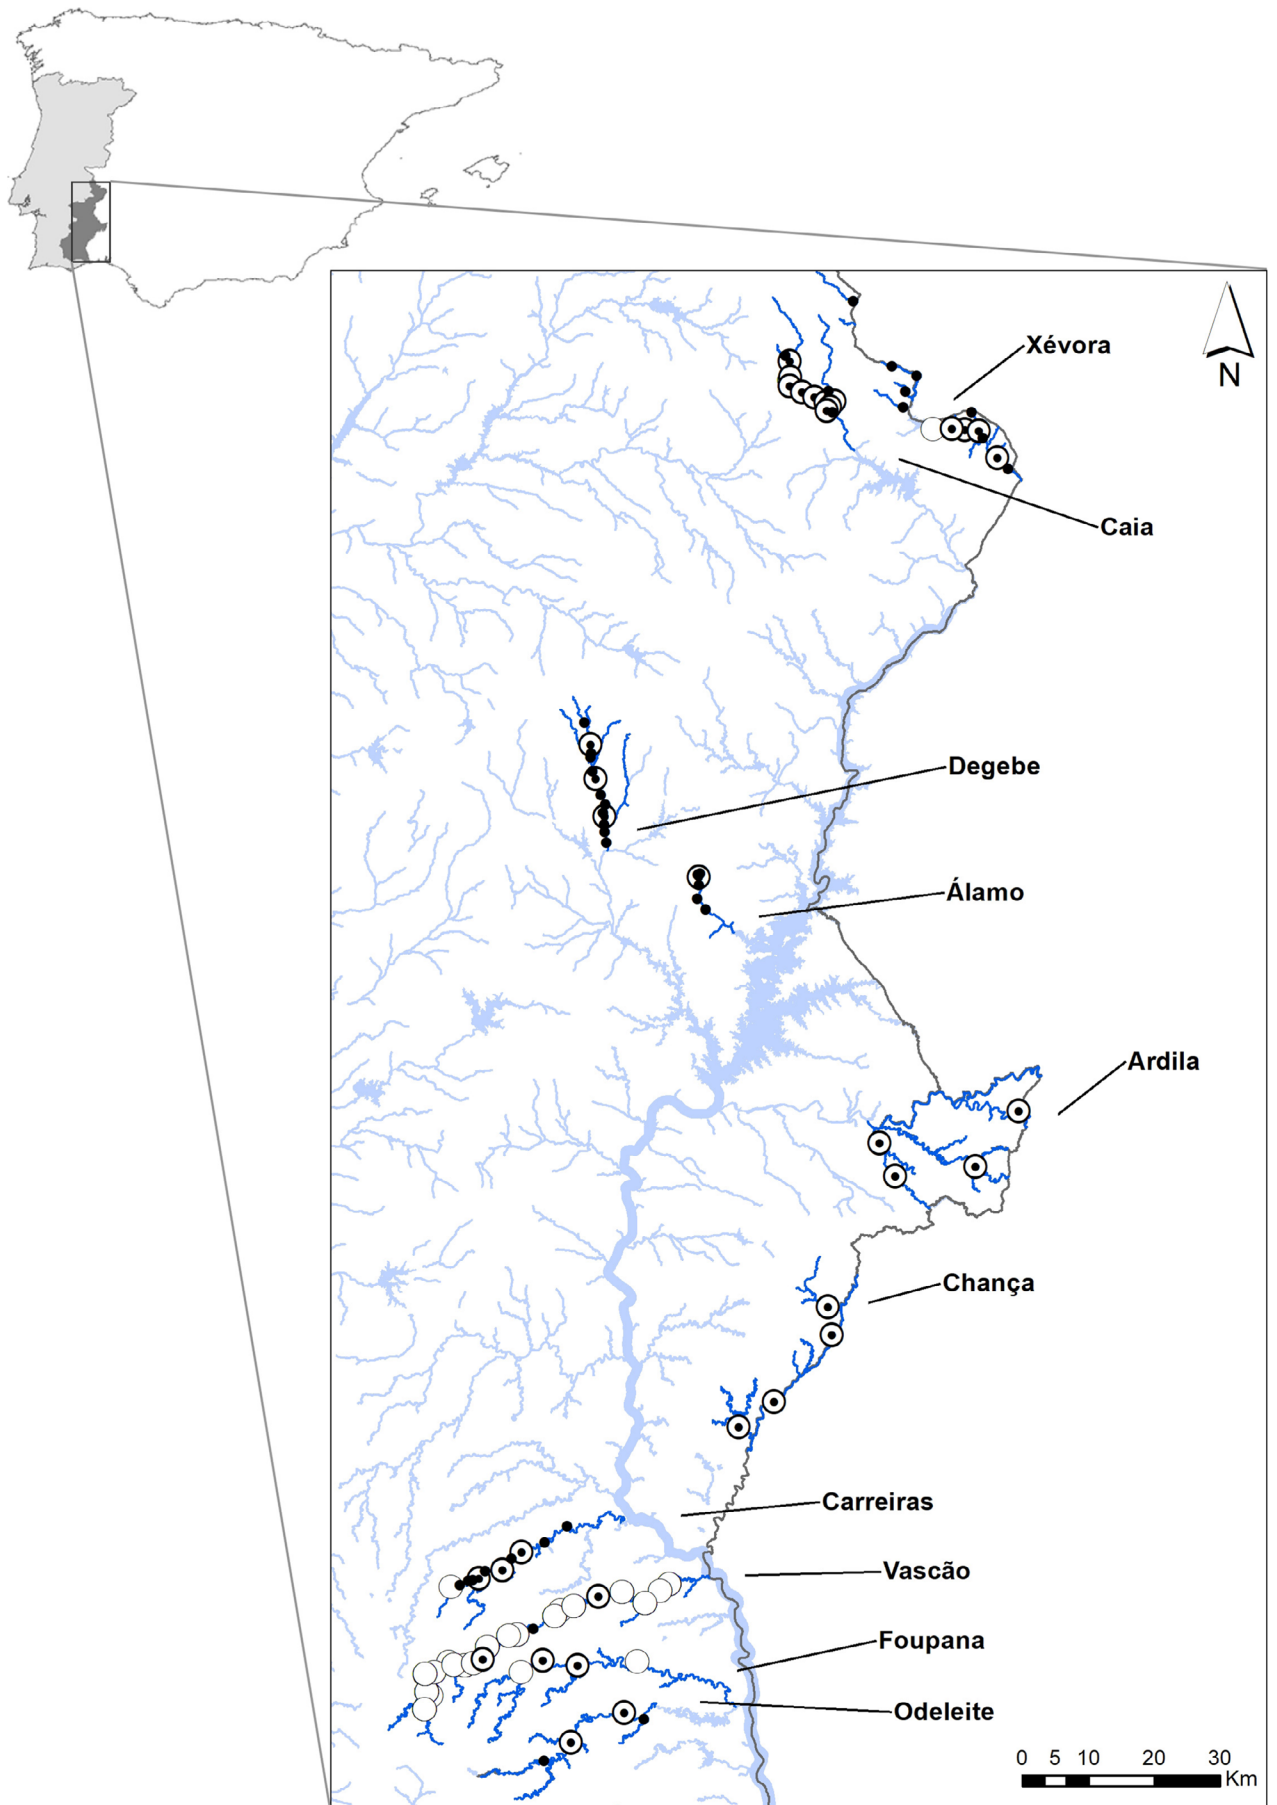 Xévora
N
Caia
Degebe
Álamo
Ardila
Chança
Carreiras
Vascão
Foupana
Odeleite
0 5 10 20 30
Km